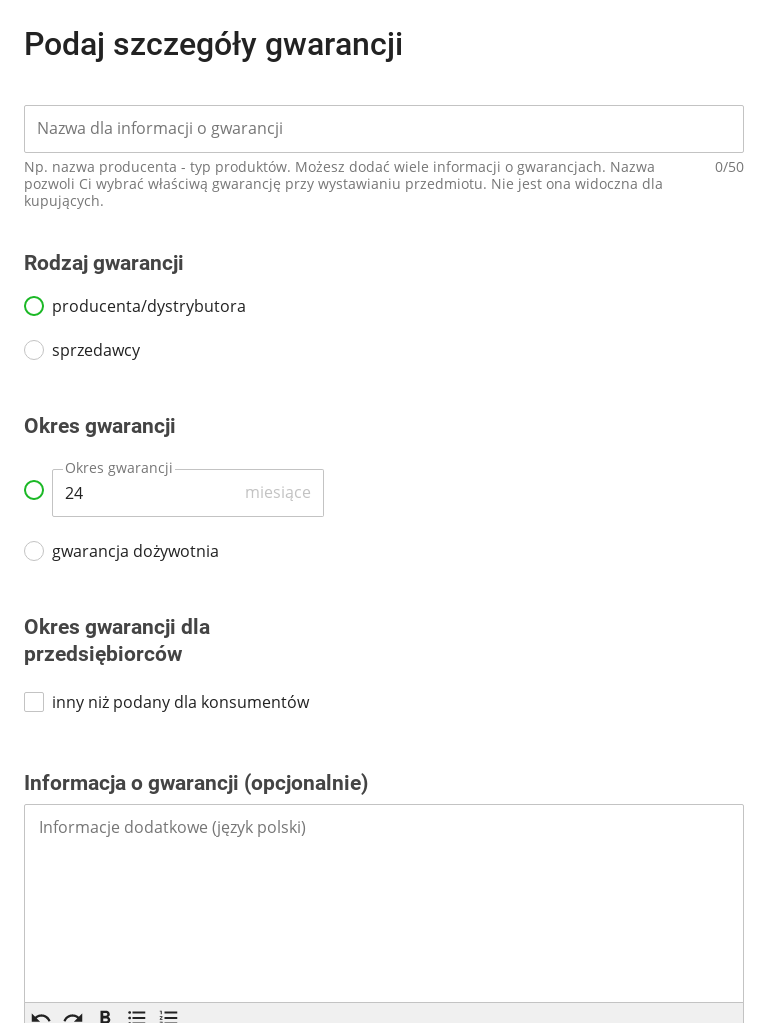 Podaj szczegóły gwarancji
Nazwa dla informacji o gwarancji
Np. nazwa producenta - typ produktów. Możesz dodać wiele informacji o gwarancjach. Nazwa 0/50
pozwoli Ci wybrać właściwą gwarancję przy wystawianiu przedmiotu. Nie jest ona widoczna dla
kupujących.
Rodzaj gwarancji
producenta/dystrybutora
sprzedawcy
Okres gwarancji
Okres gwarancji
24 miesiące
gwarancja dożywotnia
Okres gwarancji dla
przedsiębiorców
inny niż podany dla konsumentów
Informacja o gwarancji (opcjonalnie)
Informacje dodatkowe (język polski)
B